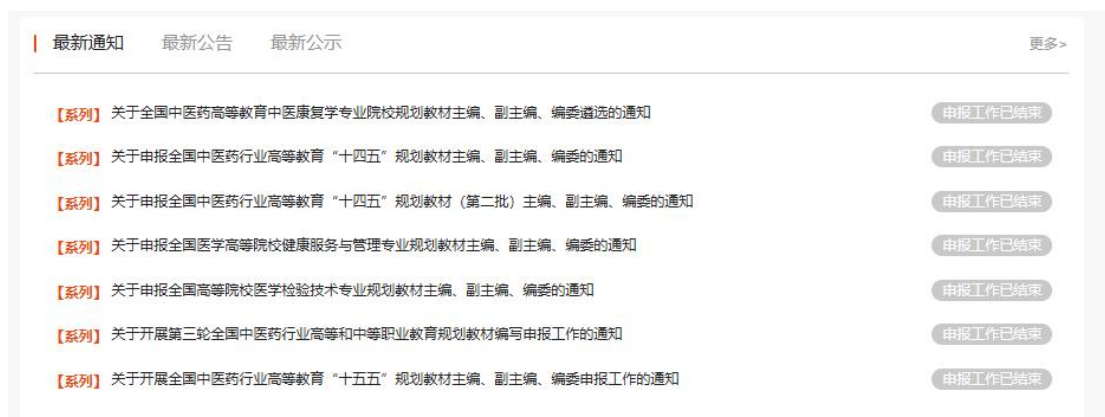 最新通知 最新公告 最新公示 更多>
【系列】 关于全国中医药高等教育中医康复学专业院校规划教材主编、副主编、编委遴选的通知 申报工作已结束
【系列】 关于申报全国中医药行业高等教育“十四五”规划教材主编、副主编、编委的通知 申报工作已结束
【系列】 关于申报全国中医药行业高等教育“十四五”规划教材（第二批）主编、副主编、编委的通知 申报工作已结束
【系列】 关于申报全国医学高等院校健康服务与管理专业规划教材主编、副主编、编委的通知 申报工作已结束
【系列】 关于申报全国高等院校医学检验技术专业规划教材主编、副主编、编委的通知 申报工作已结束
【系列】 关于开展第三轮全国中医药行业高等和中等职业教育规划教材编写申报工作的通知 申报工作已结束
【系列】 关于开展全国中医药行业高等教育“十五五”规划教材主编、副主编、编委申报工作的通知 申报工作已结束